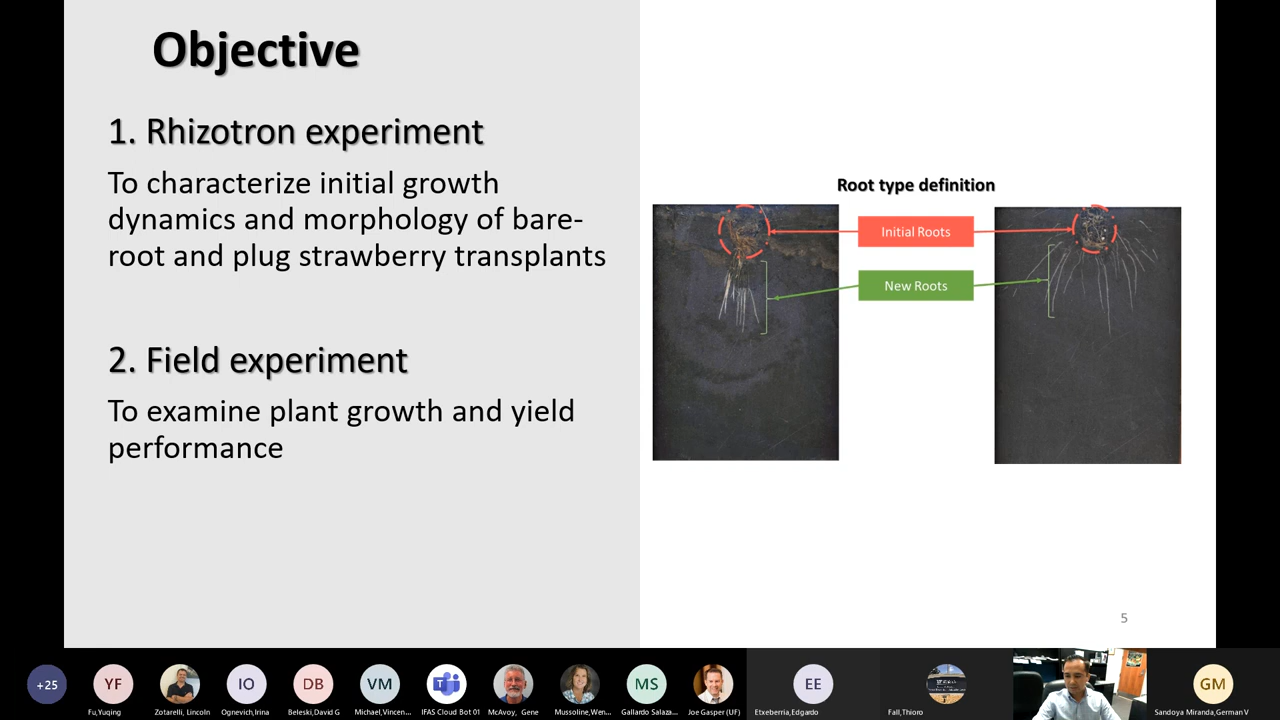 Objective
1. Rhizotron experiment
To characterize initial growth
dynamics and morphology of bare-
root and plug strawberry transplants
2. Field experiment
To examine plant growth and yield
performance
Root type definition
Initial Roots
New Roots
5
+25
YF
IO
DB
VM
MS
EE
GM
Fu,Yuqing
Zotarelli, Lincoln
Ognevich,Irina
Beleski,David G
Michael,Vincen...
IFAS Cloud Bot 01
McAvoy, Gene
Mussoline,Wen...
Gallardo Salaza...
Joe Gasper (UF)
Etxeberria,Edgardo
Fall,Thioro
Sandoya Miranda,German V